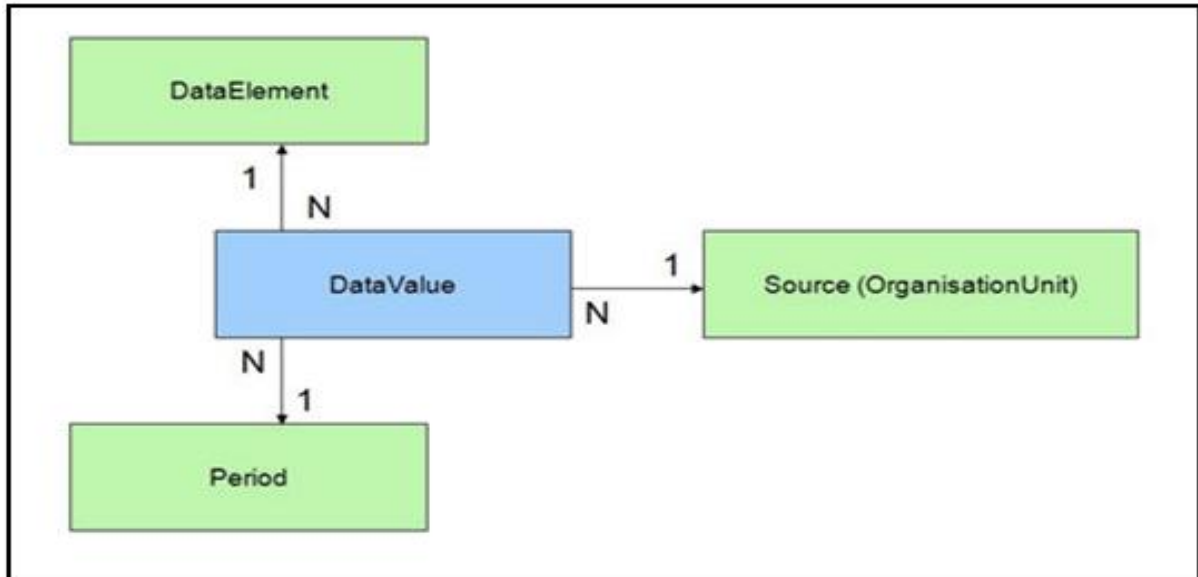 DataElement
1
N
DataValue
1
N
Source (OrganisationUnit)
N
1
Period